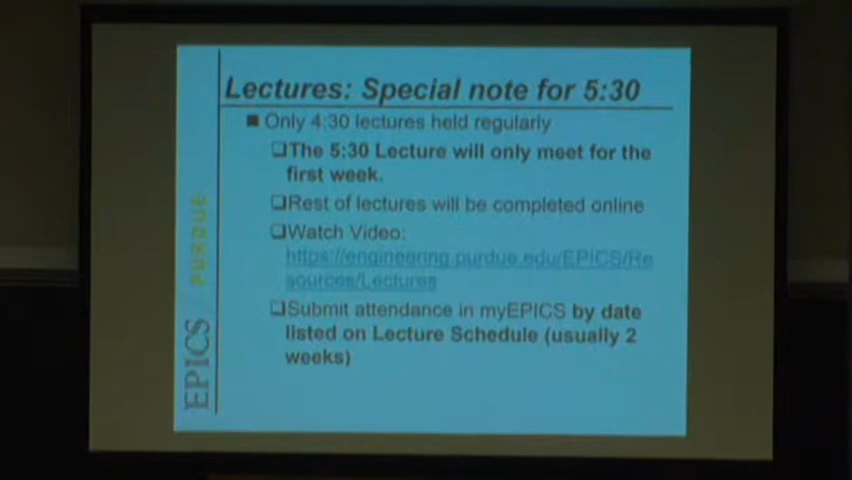 Lectures: Special note for 5:30
Only 4:30 lectures held regularly
The 5:30 Lecture will only meet for the
first week.
Rest of lectures will be completed online
Watch Video:
https://engineering.purdue.edu/EPICS/Re
sources/Lectures
Submit attendance in myEPICS by date
listed on Lecture Schedule (usually 2
weeks)
EPICS / PURDUE